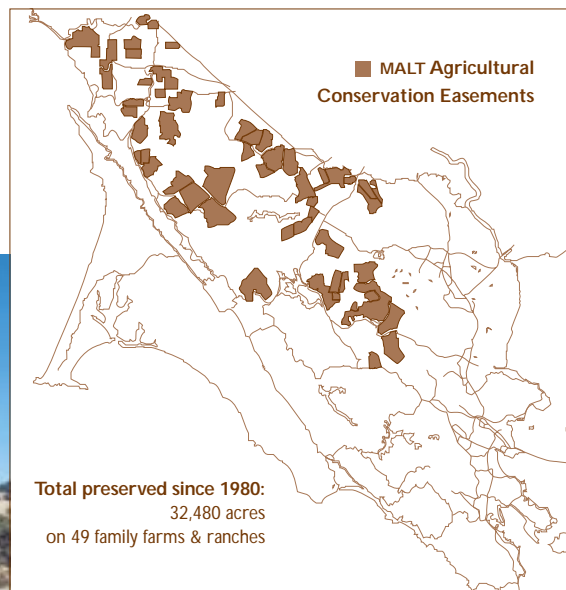 MALT Agricultural
Conservation Easements
Total preserved since 1980:
32,480 acres
on 49 family farms & ranches